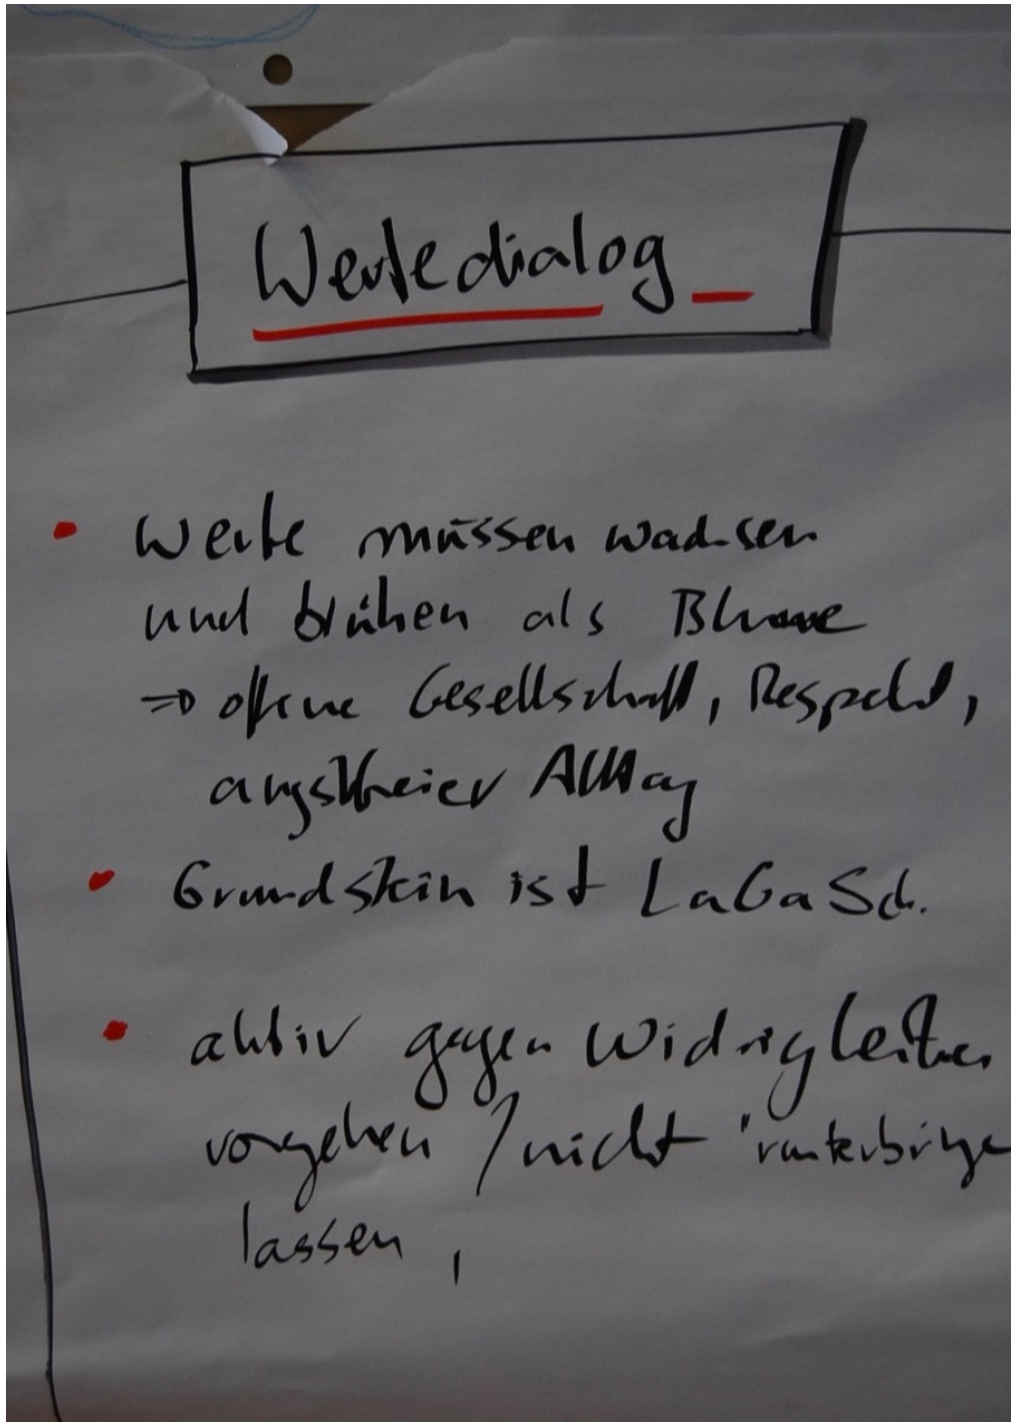 Wertedialog
• Werte müssen wachsen
und blühen als Blume
=> offene Gesellschaft, Respekt,
angstfreier Alltag
• Grundstein ist LaGaSch.
• aktiv gegen Widrigkeiten
vorgehen / nicht 'runterbringen
lassen,